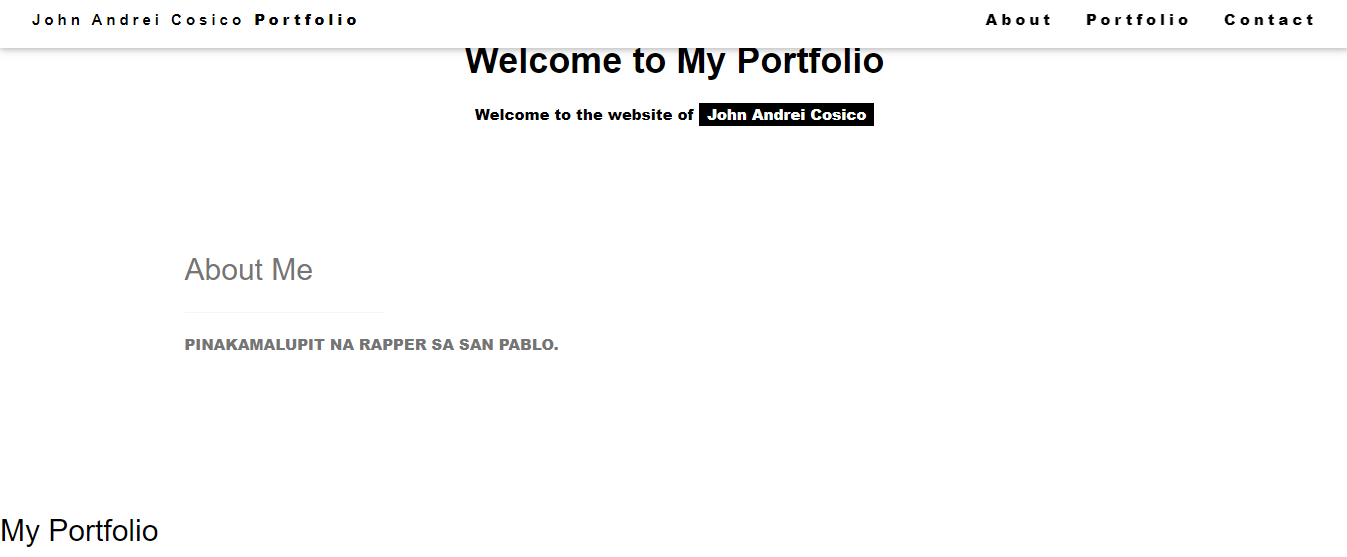 John Andrei Cosico Portfolio About Portfolio Contact
Welcome to My Portfolio
Welcome to the website of John Andrei Cosico
About Me
PINAKAMALUPIT NA RAPPER SA SAN PABLO.
My Portfolio